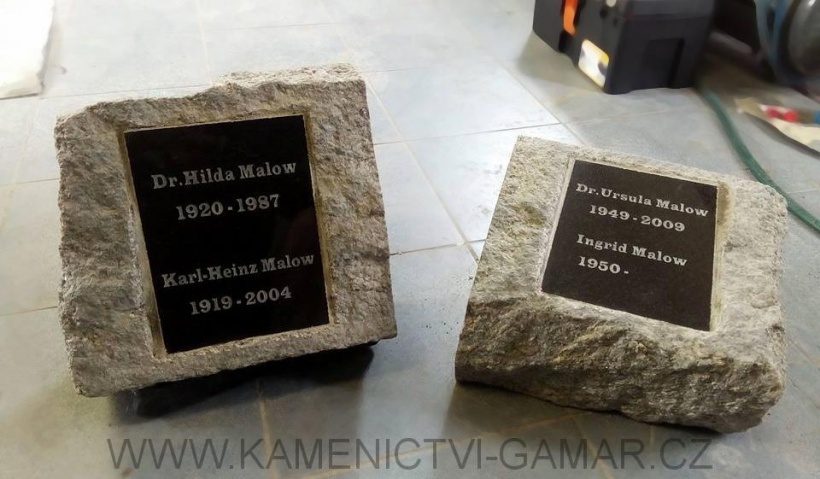 Dr.Hilda Malow
1920-1987
Karl-Heinz Malow
1919-2004
Dr.Ursula Malow
1949-2009
Ingrid Malow
1950-
WWW.KAMENICTVI-GAMAR.CZ